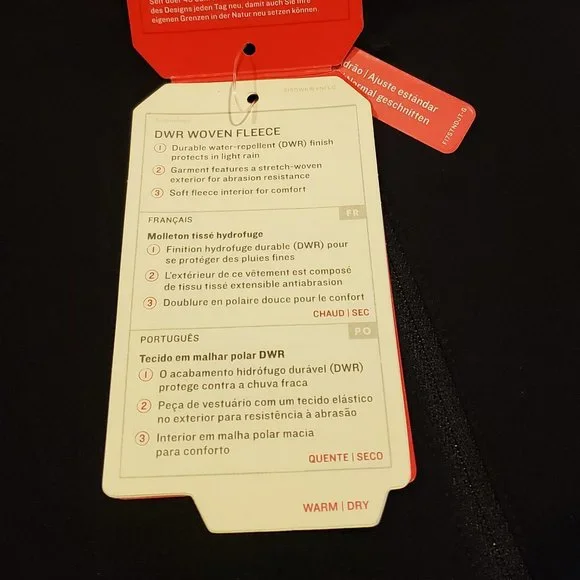 Seit über 40
des Designs jeden Tag neu, damit auch Sie Ihre
eigenen Grenzen in der Natur neu setzen können.
drão | Ajuste estándar
Normal geschnitten
DWR WOVEN FLEECE
1 Durable water-repellent (DWR) finish
protects in light rain
2 Garment features a stretch-woven
exterior for abrasion resistance
3 Soft fleece interior for comfort
FRANÇAIS
FR
Molleton tissé hydrofuge
1 Finition hydrofuge durable (DWR) pour
se protéger des pluies fines
2 L'extérieur de ce vêtement est composé
de tissu tissé extensible antiabrasion
3 Doublure en polaire douce pour le confort
CHAUD | SEC
PORTUGUÊS
PO
Tecido em malhar polar DWR
1 O acabamento hidrófugo durável (DWR)
protege contra a chuva fraca
2 Peça de vestuário com um tecido elástico
no exterior para resistência à abrasão
3 Interior em malha polar macia
para conforto
QUENTE | SECO
WARM | DRY